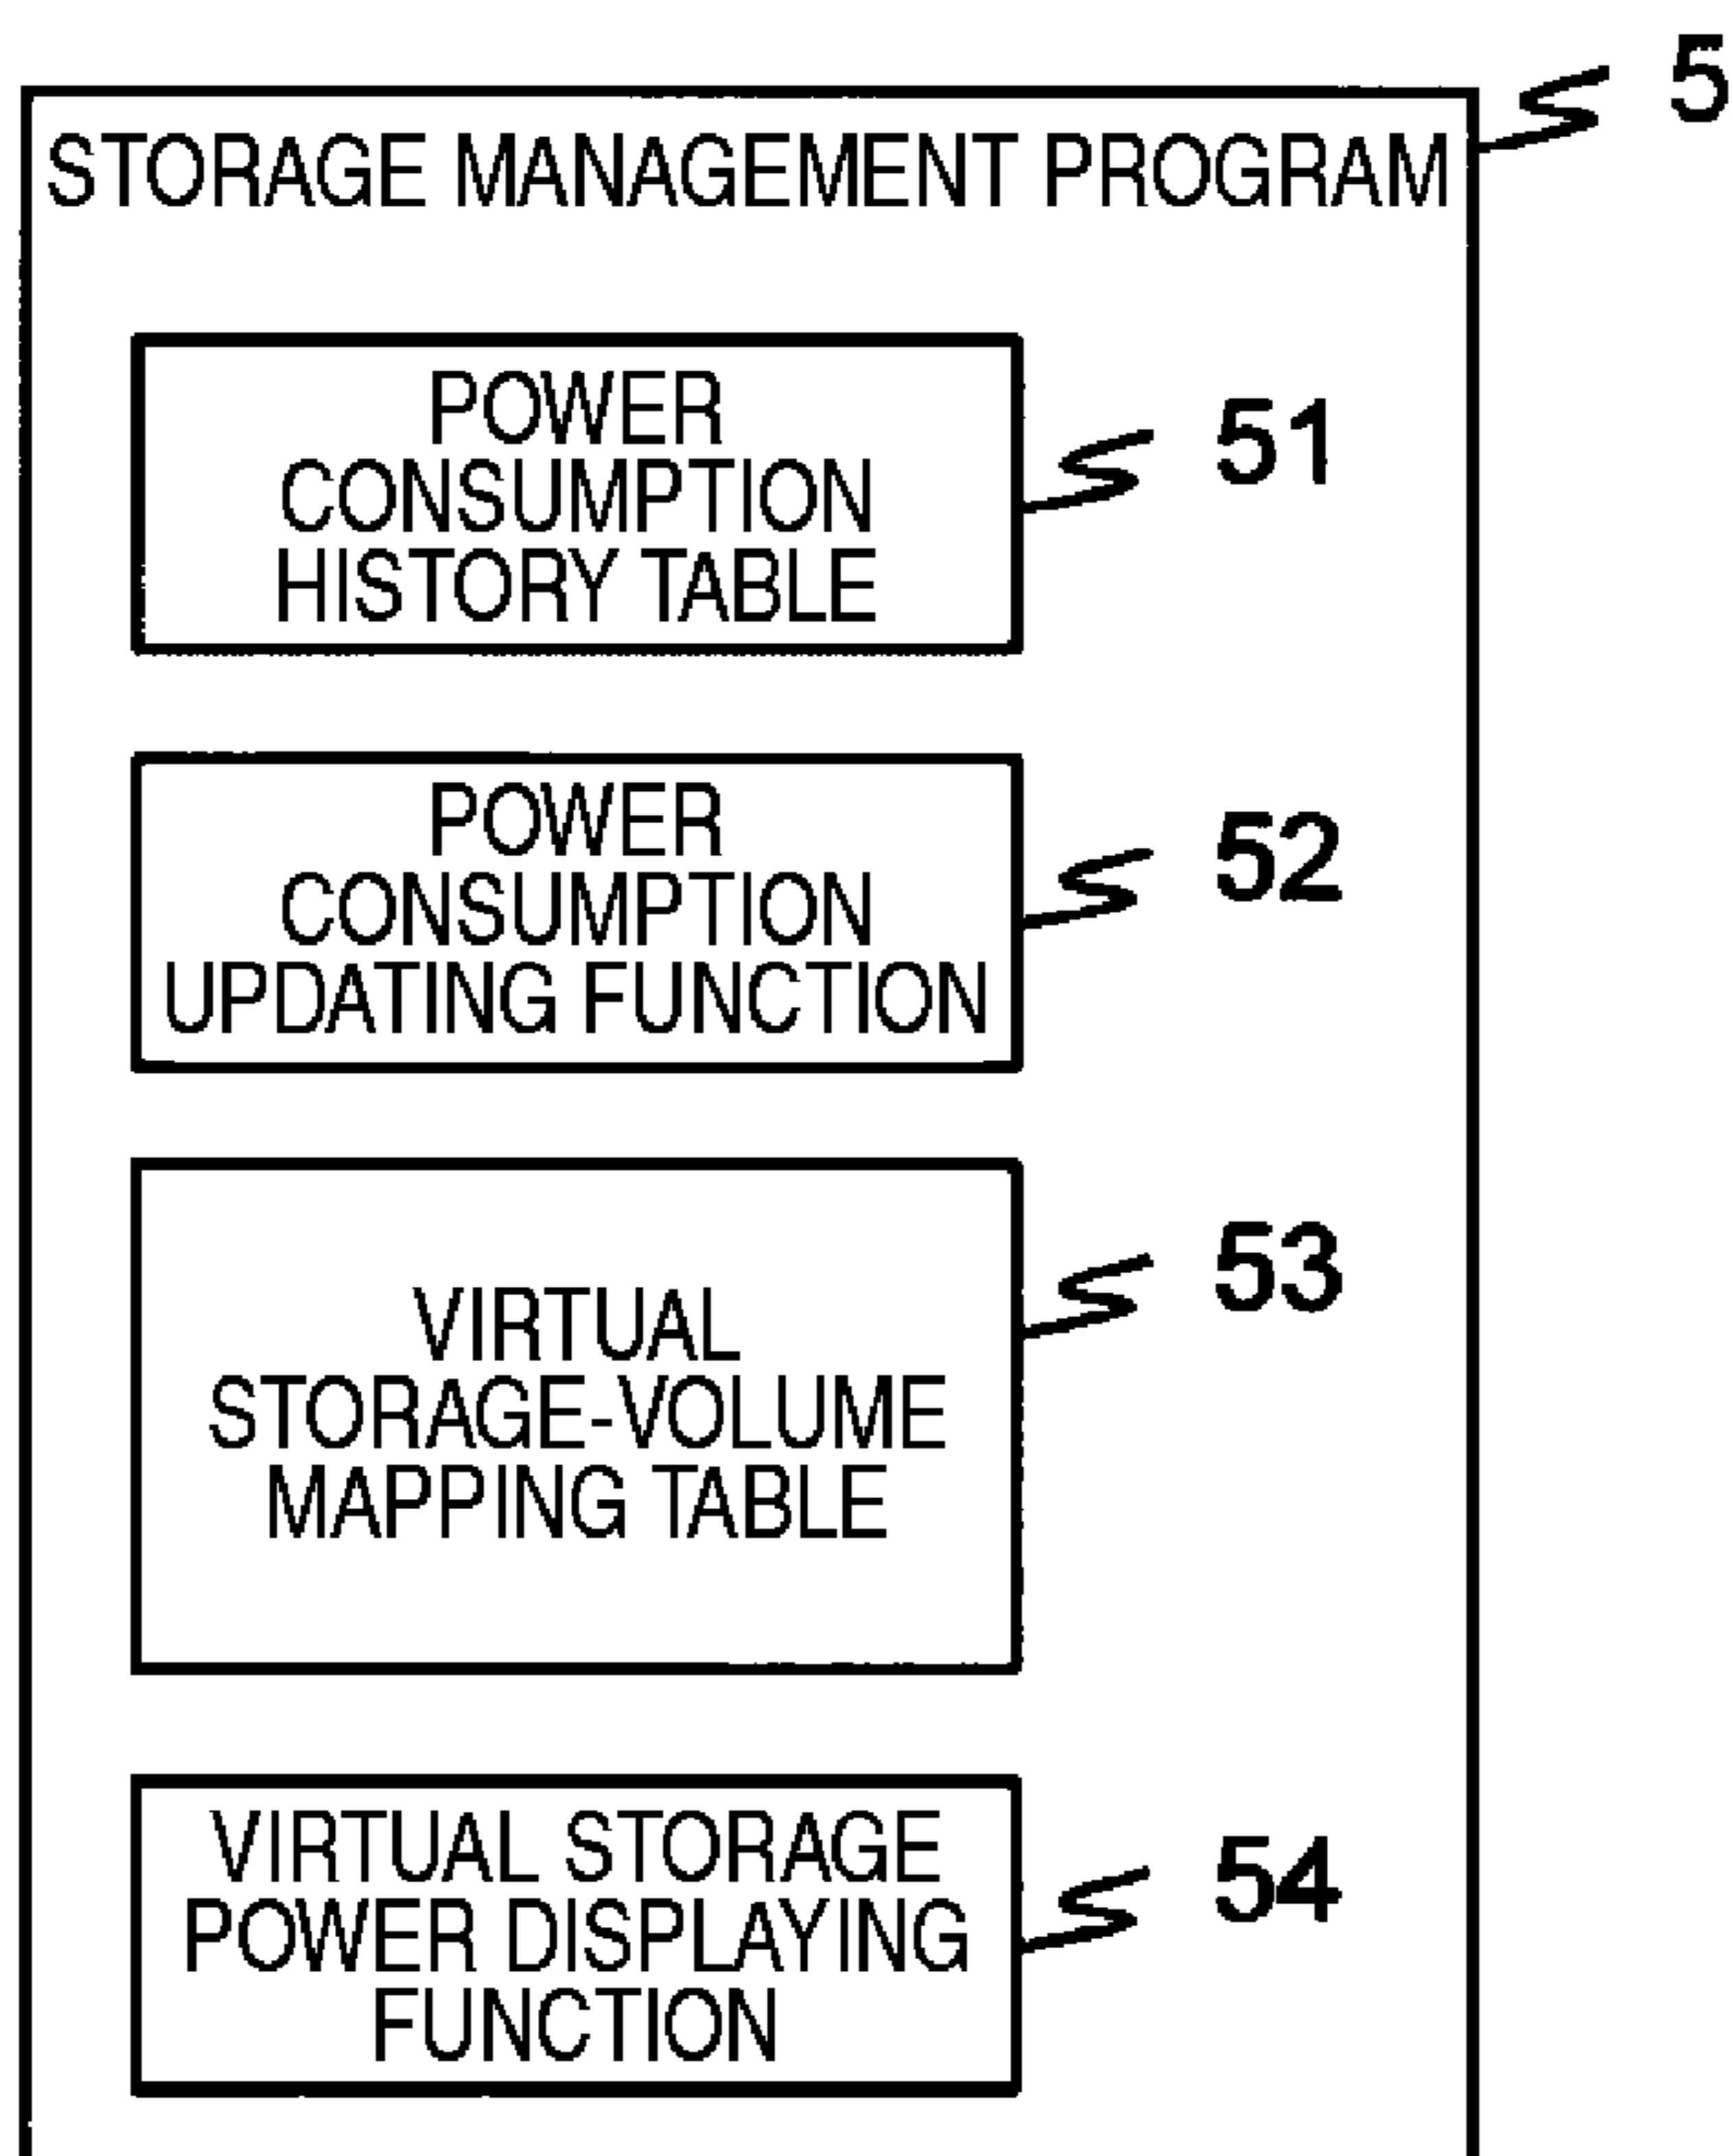 5
STORAGE MANAGEMENT PROGRAM
POWER
CONSUMPTION
HISTORY TABLE
51
POWER
CONSUMPTION
UPDATING FUNCTION
52
VIRTUAL
STORAGE-VOLUME
MAPPING TABLE
53
VIRTUAL STORAGE
POWER DISPLAYING
FUNCTION
54